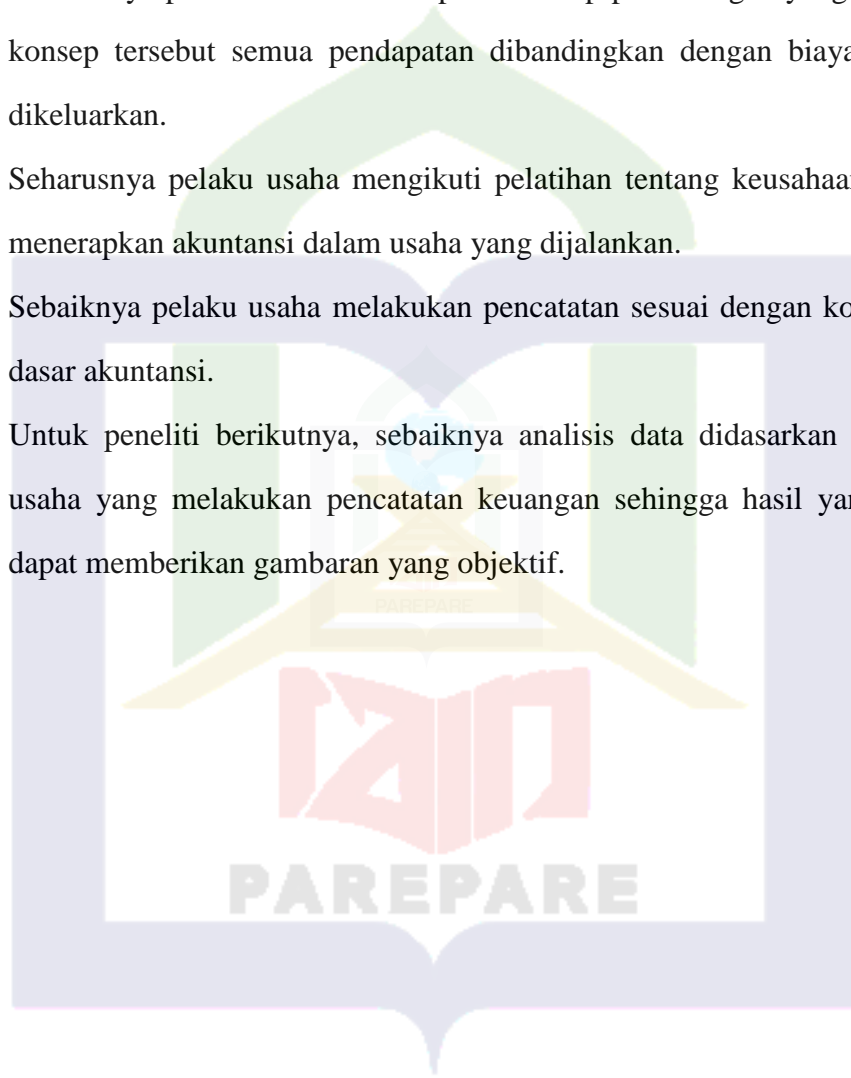 konsep tersebut semua pendapatan dibandingkan dengan biaya
dikeluarkan.
Seharusnya pelaku usaha mengikuti pelatihan tentang keusahaan
menerapkan akuntansi dalam usaha yang dijalankan.
Sebaiknya pelaku usaha melakukan pencatatan sesuai dengan ko
dasar akuntansi.
Untuk peneliti berikutnya, sebaiknya analisis data didasarkan
usaha yang melakukan pencatatan keuangan sehingga hasil yan
dapat memberikan gambaran yang objektif.
PAREPARE
iain
PAREPARE